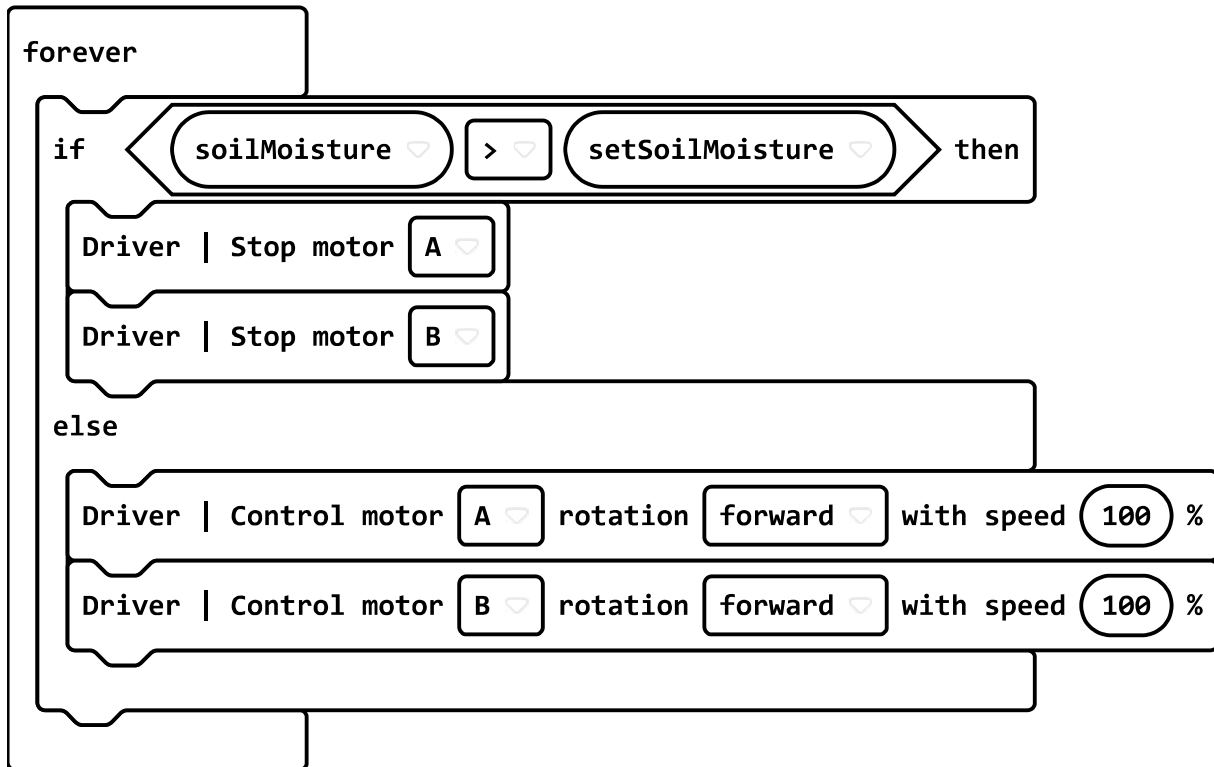 forever
if soilMoisture > setSoilMoisture then
Driver | Stop motor A
Driver | Stop motor B
else
Driver | Control motor A rotation forward with speed 100 %
Driver | Control motor B rotation forward with speed 100 %